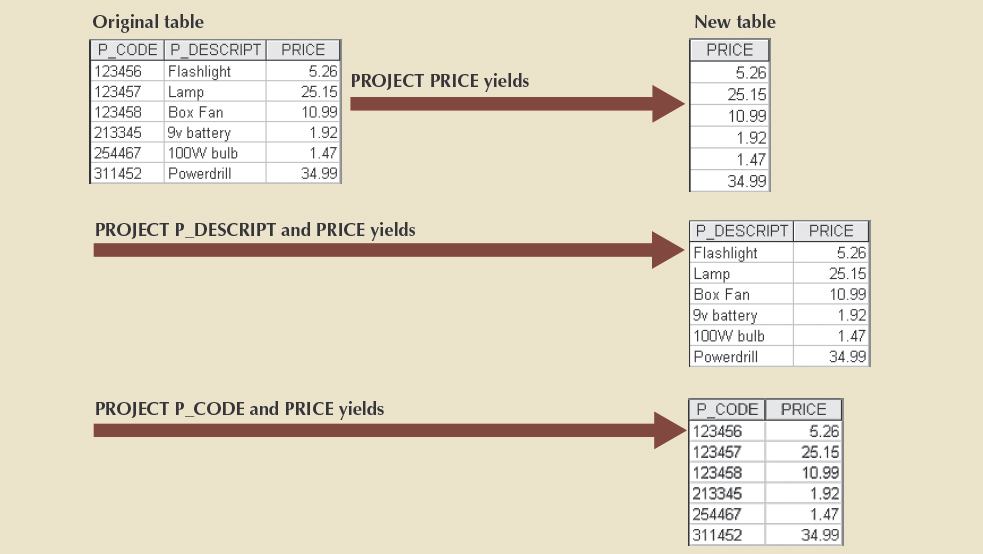 Original table
New table
P_CODE P_DESCRIPT PRICE
123456 Flashlight 5.26
123457 Lamp 25.15
123458 Box Fan 10.99
213345 9v battery 1.92
254467 100W bulb 1.47
311452 Powerdrill 34.99
PROJECT PRICE yields
PRICE
5.26
25.15
10.99
1.92
1.47
34.99
PROJECT P_DESCRIPT and PRICE yields
P_DESCRIPT PRICE
Flashlight 5.26
Lamp 25.15
Box Fan 10.99
9v battery 1.92
100W bulb 1.47
Powerdrill 34.99
PROJECT P_CODE and PRICE yields
P_CODE PRICE
123456 5.26
123457 25.15
123458 10.99
213345 1.92
254467 1.47
311452 34.99